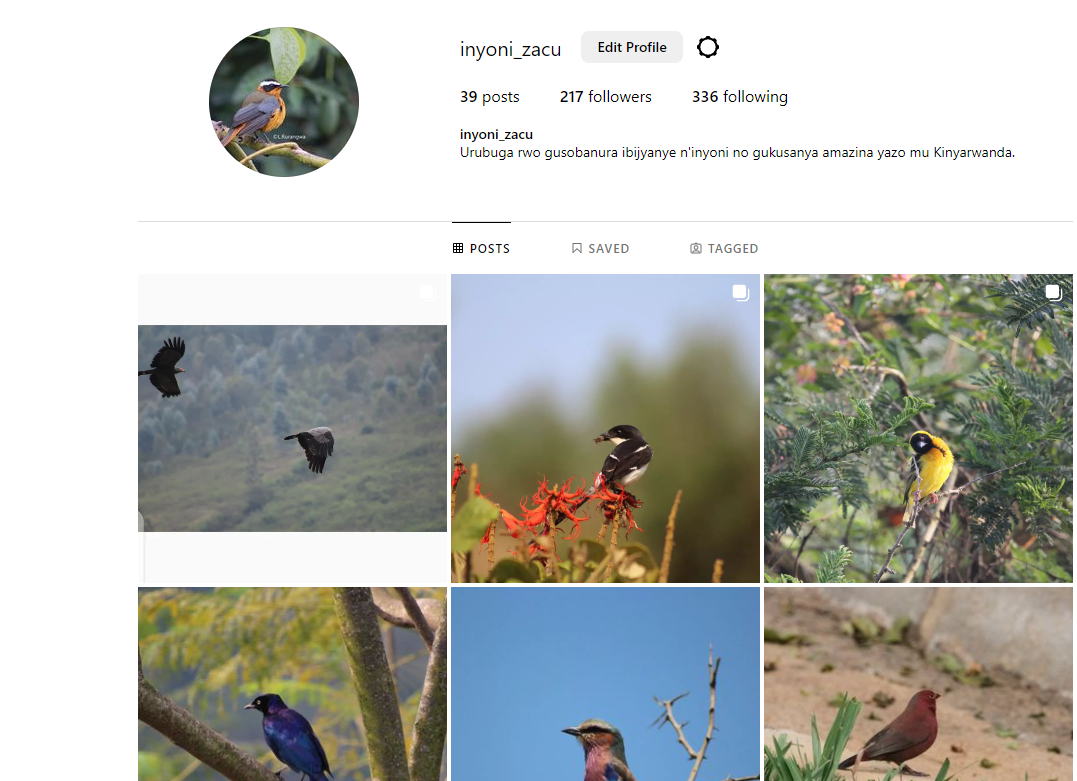 inyoni_zacu Edit Profile
39 posts 217 followers 336 following
inyoni_zacu
Urubuga rwo gusobanura ibijyanye n'inyoni no gukusanya amazina yazo mu Kinyarwanda.
©L.Rurangwa
POSTS SAVED TAGGED